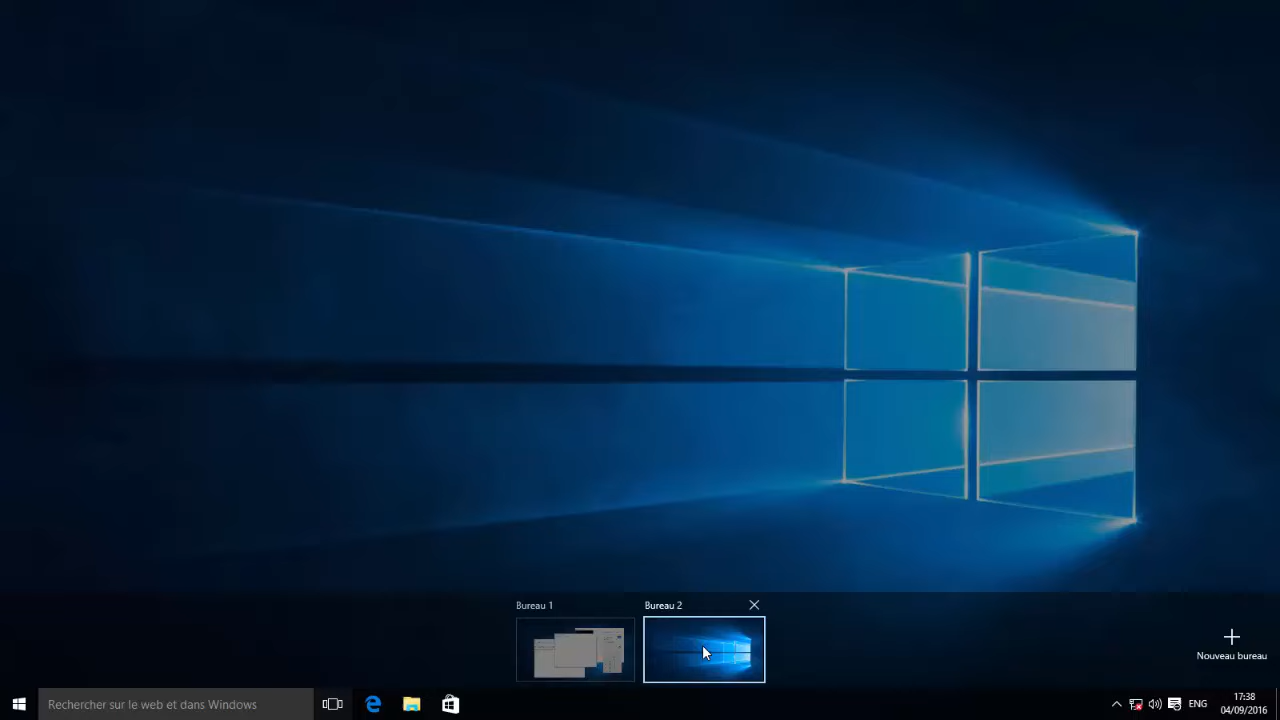 Bureau 1
Bureau 2
Nouveau bureau
Rechercher sur le web et dans Windows
ENG
17:38
04/09/2016